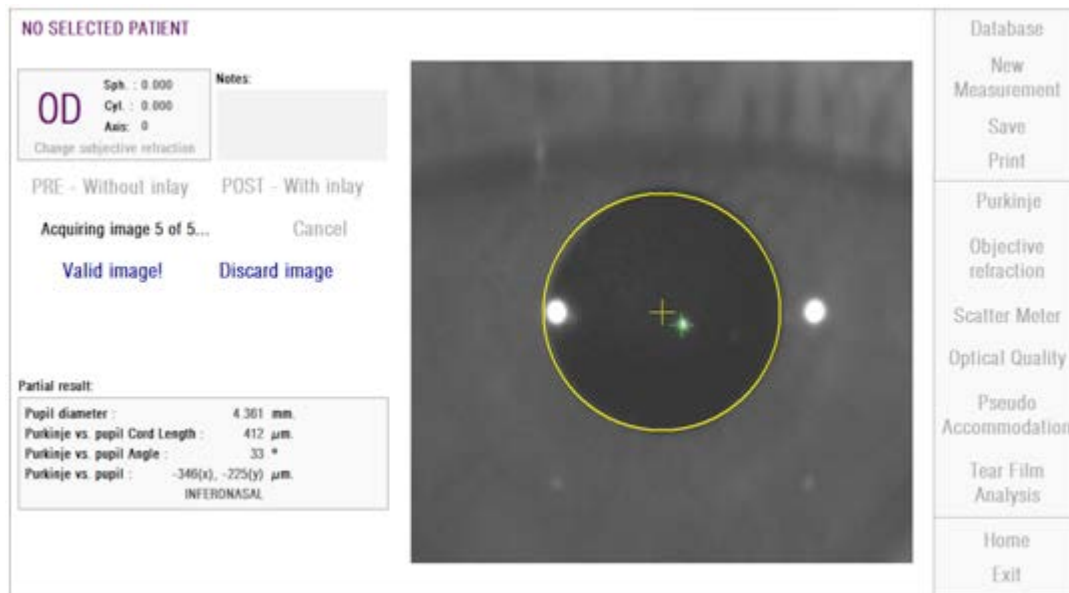 NO SELECTED PATIENT
OD
Sph. : 0.000
Cyl. : 0.000
Axis: 0
Change subjective refraction
Notes:
PRE - Without inlay
POST - With inlay
Acquiring image 5 of 5...
Cancel
Valid image!
Discard image
Partial result:
Pupil diameter : 4.361 mm.
Purkinje vs. pupil Cord Length : 412 µm.
Purkinje vs. pupil Angle : 33 °
Purkinje vs. pupil : -346(x), -225(y) µm.
INFERONASAL
Database
New
Measurement
Save
Print
Purkinje
Objective
refraction
Scatter Meter
Optical Quality
Pseudo
Accommodation
Tear Film
Analysis
Home
Exit